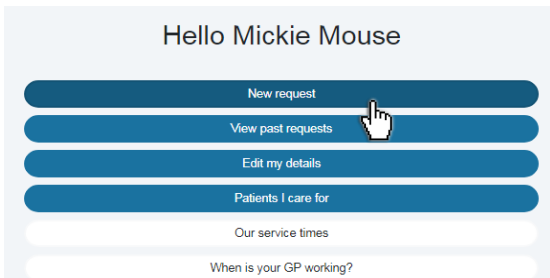 Hello Mickie Mouse
New request
View past requests
Edit my details
Patients I care for
Our service times
When is your GP working?